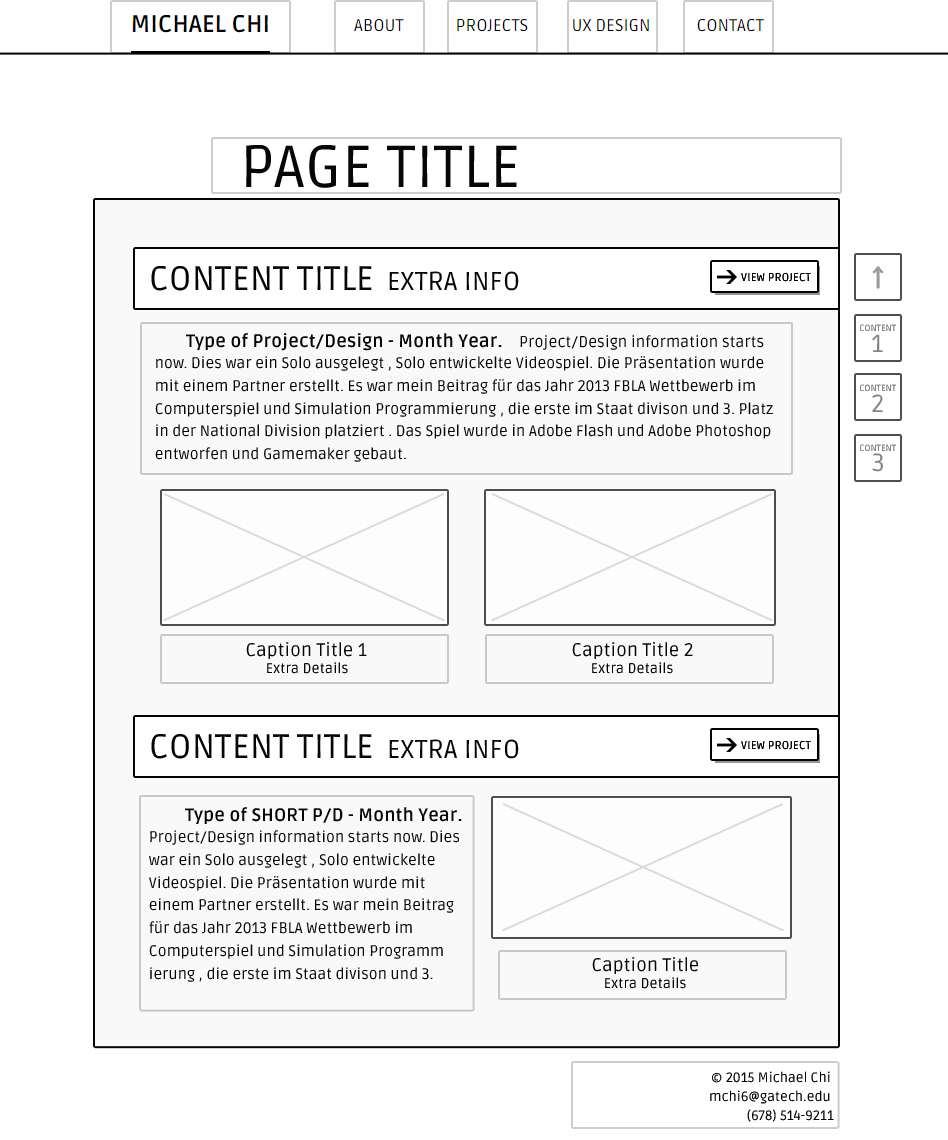 MICHAEL CHI ABOUT PROJECTS UX DESIGN CONTACT
PAGE TITLE
CONTENT TITLE EXTRA INFO
VIEW PROJECT
Type of Project/Design - Month Year. Project/Design information starts
now. Dies war ein Solo ausgelegt , Solo entwickelte Videospiel. Die Präsentation wurde
mit einem Partner erstellt. Es war mein Beitrag für das Jahr 2013 FBLA Wettbewerb im
Computerspiel und Simulation Programmierung , die erste im Staat divison und 3. Platz
in der National Division platziert . Das Spiel wurde in Adobe Flash und Adobe Photoshop
entworfen und Gamemaker gebaut.
Caption Title 1
Extra Details
Caption Title 2
Extra Details
CONTENT TITLE EXTRA INFO
VIEW PROJECT
Type of SHORT P/D - Month Year.
Project/Design information starts now. Dies
war ein Solo ausgelegt , Solo entwickelte
Videospiel. Die Präsentation wurde mit
einem Partner erstellt. Es war mein Beitrag
für das Jahr 2013 FBLA Wettbewerb im
Computerspiel und Simulation Programm
ierung , die erste im Staat divison und 3.
Caption Title
Extra Details
CONTENT
1
CONTENT
2
CONTENT
3
© 2015 Michael Chi
mchi6@gatech.edu
(678) 514-9211